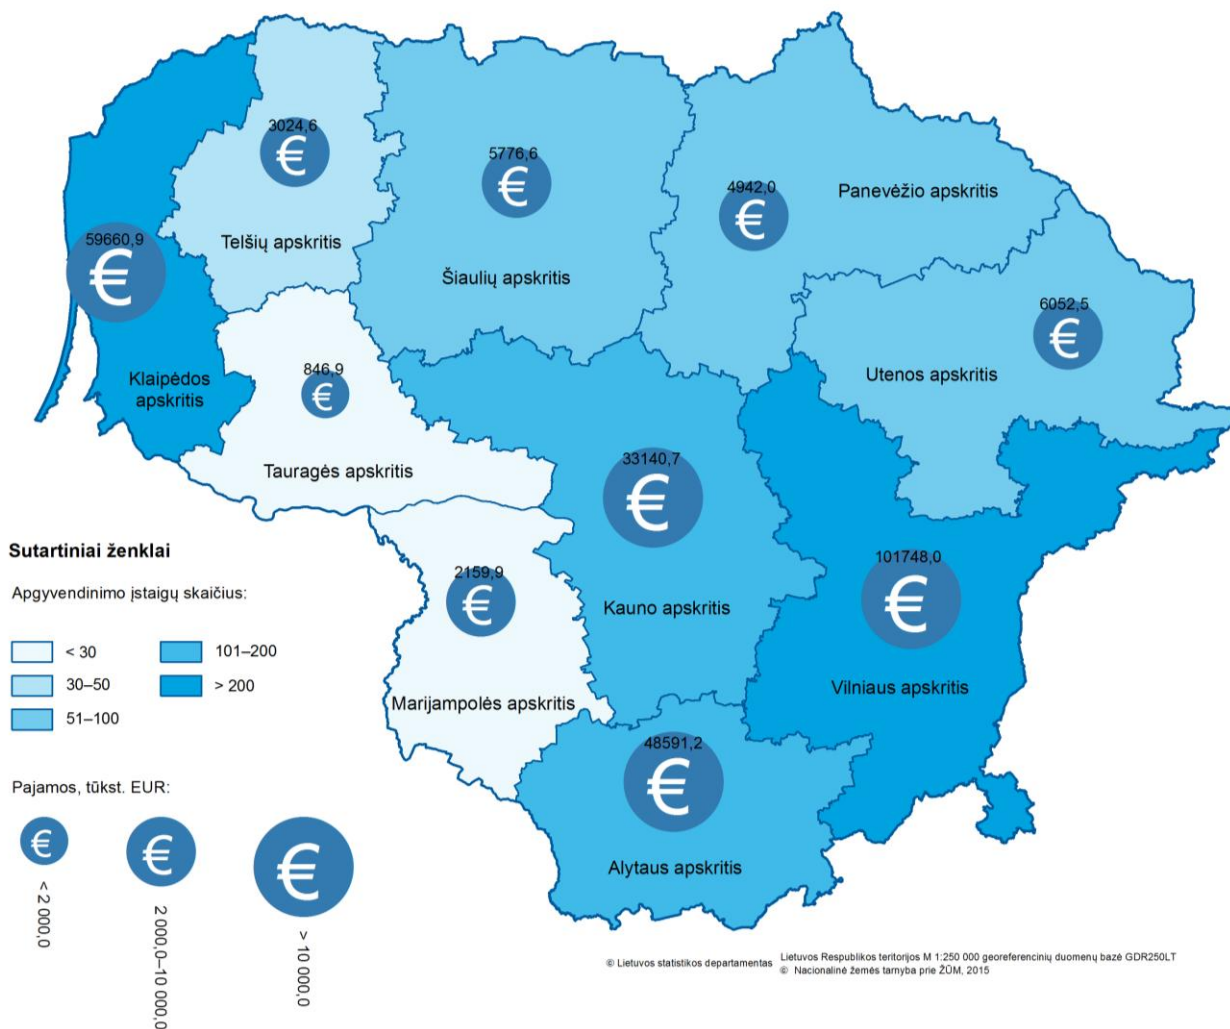 3024,6
Telšių apskritis
5776,6
Šiaulių apskritis
4942,0
Panevėžio apskritis
59660,9
Klaipėdos
apskritis
6052,5
Utenos apskritis
846,9
Tauragės apskritis
33140,7
Kauno apskritis
101748,0
Vilniaus apskritis
2159,9
Marijampolės apskritis
48591,2
Alytaus apskritis
Sutartiniai ženklai
Apgyvendinimo įstaigų skaičius:
< 30
30–50
51–100
101–200
> 200
Pajamos, tūkst. EUR:
< 2 000,0
2 000,0–10 000,0
> 10 000,0
© Lietuvos statistikos departamentas
Lietuvos Respublikos teritorijos M 1:250 000 georeferencinių duomenų bazė GDR250LT
© Nacionalinė žemės tarnyba prie ŽŪM, 2015